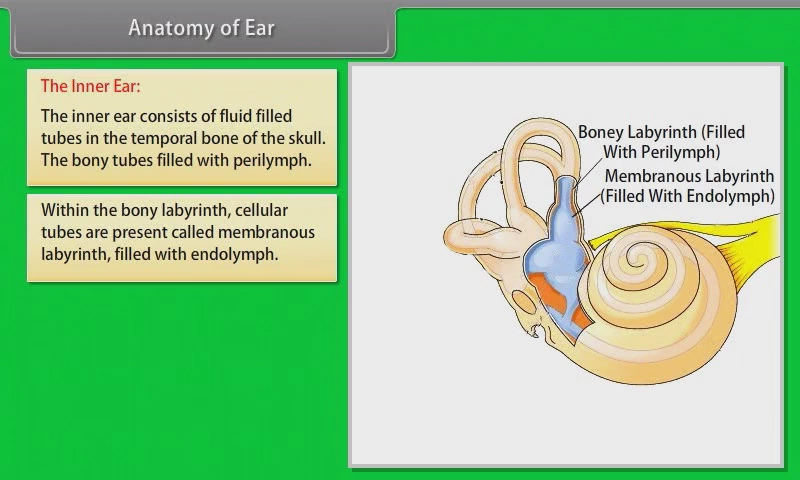 Anatomy of Ear
The Inner Ear:
The inner ear consists of fluid filled
tubes in the temporal bone of the skull.
The bony tubes filled with perilymph.
Within the bony labyrinth, cellular
tubes are present called membranous
labyrinth, filled with endolymph.
Boney Labyrinth (Filled
With Perilymph)
Membranous Labyrinth
(Filled With Endolymph)